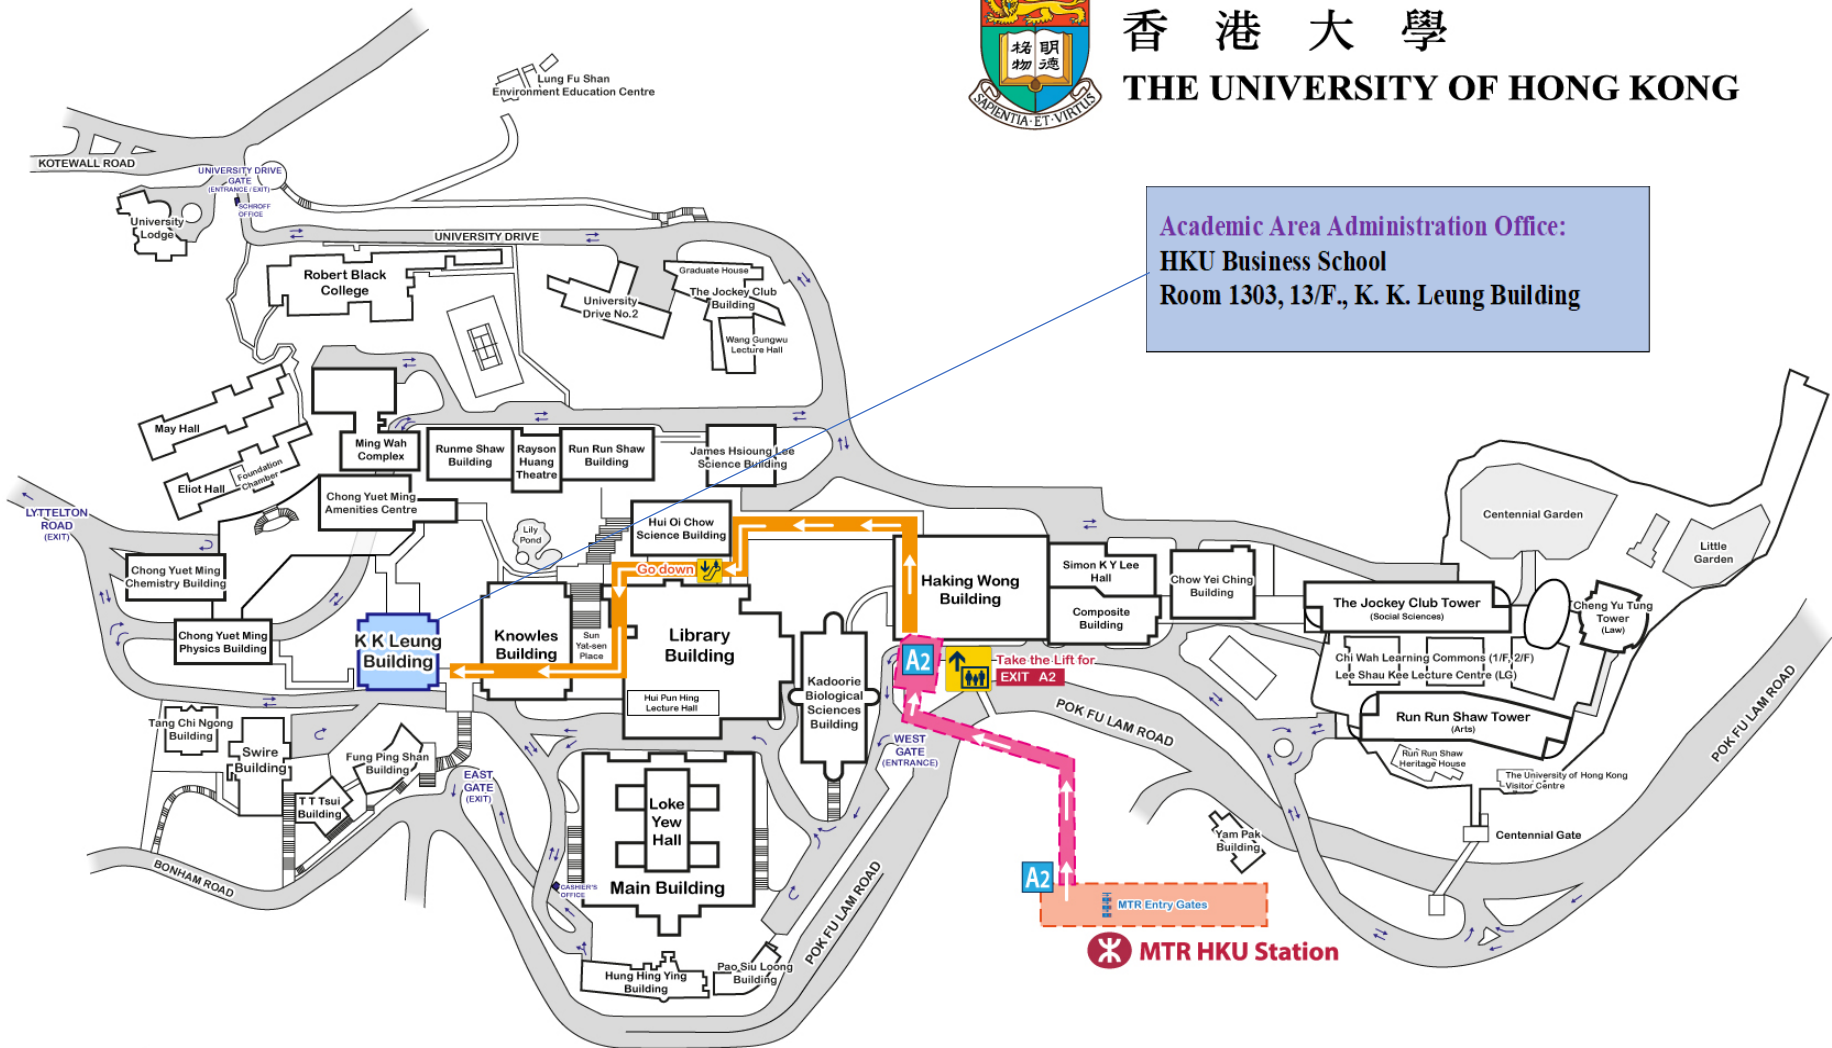 香 港 大 學
THE UNIVERSITY OF HONG KONG
明德
格物
SAPIENTIA·ET·VIRTUS
Academic Area Administration Office:
HKU Business School
Room 1303, 13/F., K. K. Leung Building
Lung Fu Shan
Environment Education Centre
KOTEWALL ROAD
UNIVERSITY DRIVE
GATE
(ENTRANCE / EXIT)
SCHROFF
OFFICE
University
Lodge
UNIVERSITY DRIVE
Robert Black
College
University
Drive No.2
Graduate House
The Jockey Club
Building
Wang Gungwu
Lecture Hall
May Hall
Eliot Hall
Foundation
Chamber
Ming Wah
Complex
Runme Shaw
Building
Rayson
Huang
Theatre
Run Run Shaw
Building
James Hsioung Lee
Science Building
Chong Yuet Ming
Amenities Centre
LYTTELTON
ROAD
(EXIT)
Lily
Pond
Hui Oi Chow
Science Building
Go down
Chong Yuet Ming
Chemistry Building
Chong Yuet Ming
Physics Building
K K Leung
Building
Knowles
Building
Sun
Yat-sen
Place
Library
Building
Hui Pun Hing
Lecture Hall
Kadoorie
Biological
Sciences
Building
Haking Wong
Building
Simon K Y Lee
Hall
Composite
Building
Chow Yei Ching
Building
Centennial Garden
Little
Garden
The Jockey Club Tower
(Social Sciences)
Cheng Yu Tung
Tower
(Law)
Chi Wah Learning Commons (1/F, 2/F)
Lee Shau Kee Lecture Centre (LG)
Run Run Shaw Tower
(Arts)
Run Run Shaw
Heritage House
The University of Hong Kong
Visitor Centre
Centennial Gate
A2
Take the Lift for
EXIT A2
POK FU LAM ROAD
POK FU LAM ROAD
WEST
GATE
(ENTRANCE)
Tang Chi Ngong
Building
Swire
Building
Fung Ping Shan
Building
T T Tsui
Building
EAST
GATE
(EXIT)
BONHAM ROAD
Loke
Yew
Hall
Main Building
CASHIER'S
OFFICE
Hung Hing Ying
Building
Pao Siu Loong
Building
POK FU LAM ROAD
Yam Pak
Building
A2
MTR Entry Gates
MTR HKU Station